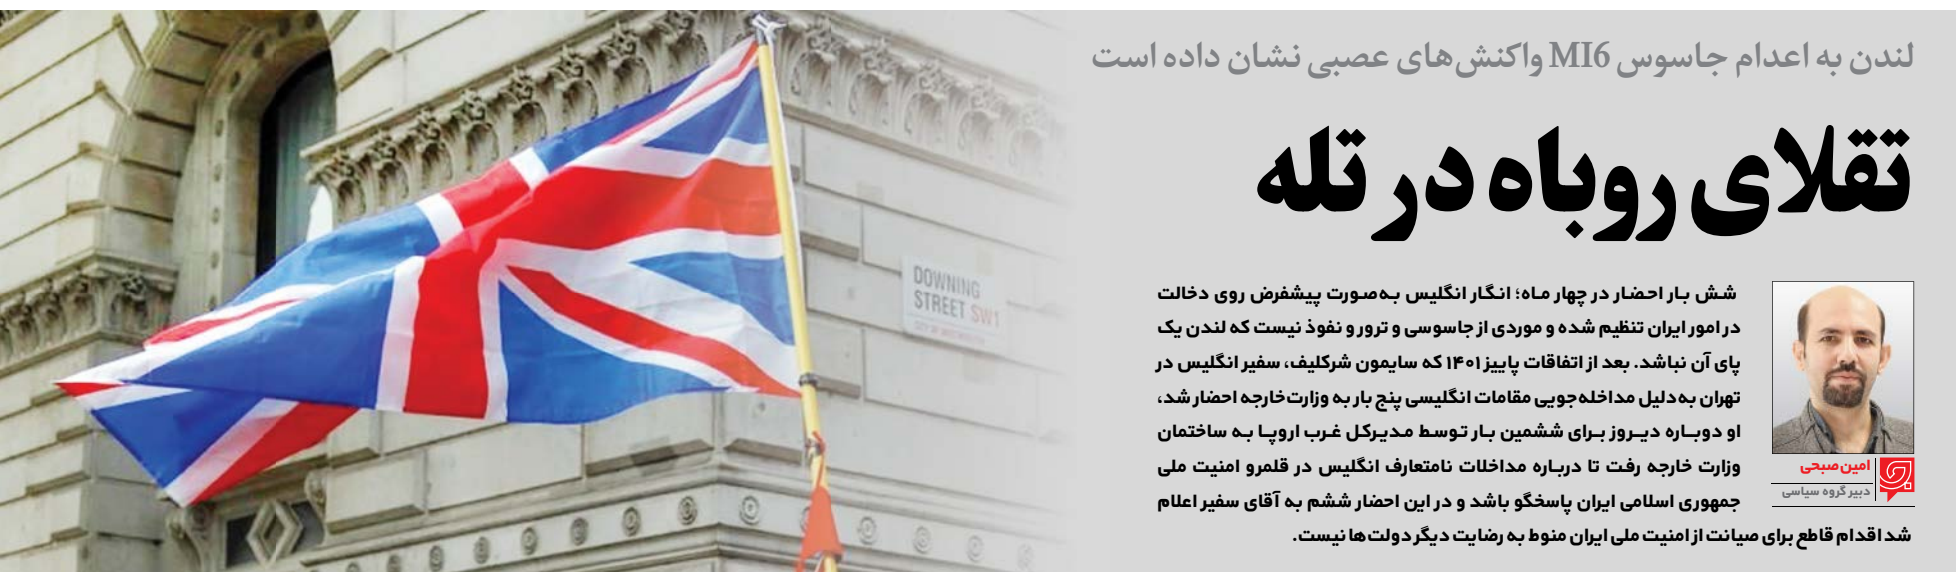 لندن به اعدام جاسوس MI6 واکنش‌های عصبی نشان داده است
تقلای روباه در تله
شش بار احضار در چهار ماه؛ انگار انگلیس به‌صورت پیشفرض روی دخالت
در امور ایران تنظیم شده و موردی از جاسوسی و ترور و نفوذ نیست که لندن یک
پای آن نباشد. بعد از اتفاقات پاییز ۱۴۰۱ که سایمون شرکلیف، سفیر انگلیس در
تهران به‌دلیل مداخله‌جویی مقامات انگلیسی پنج بار به وزارت‌خارجه احضار شد،
او دوباره دیروز برای ششمین بار توسط مدیرکل غرب اروپا به ساختمان
وزارت خارجه رفت تا درباره مداخلات نامتعارف انگلیس در قلمرو امنیت ملی
جمهوری اسلامی ایران پاسخگو باشد و در این احضار ششم به آقای سفیر اعلام
شد اقدام قاطع برای صیانت از امنیت ملی ایران منوط به رضایت دیگر دولت‌ها نیست.
امین صبحی
دبیر گروه سیاسی
DOWNING
STREET SW1
CITY OF WESTMINSTER